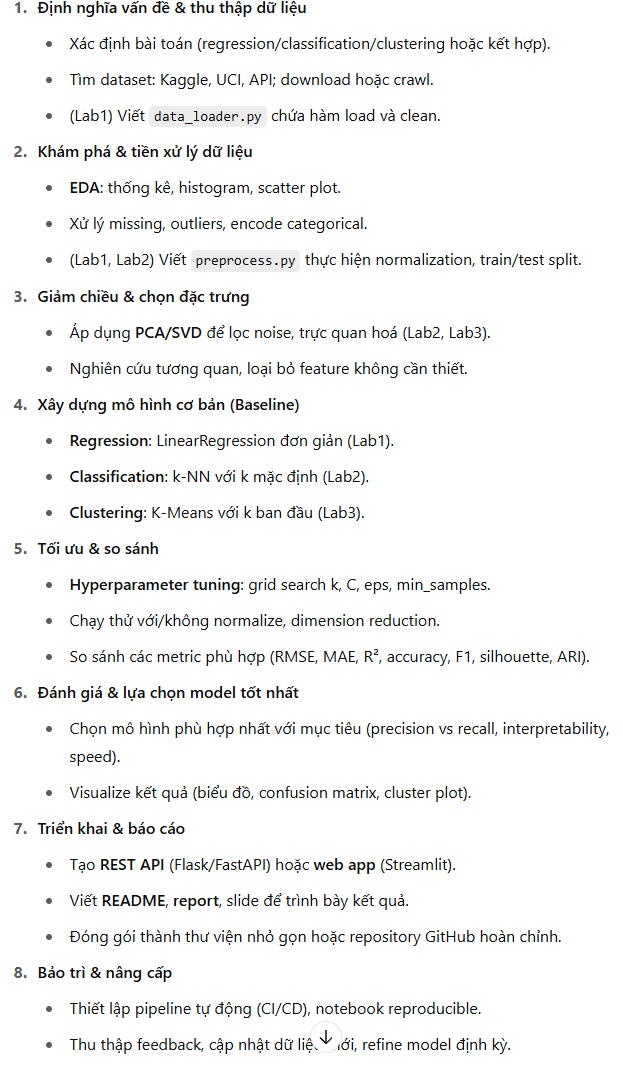 1. Định nghĩa vấn đề & thu thập dữ liệu
• Xác định bài toán (regression/classification/clustering hoặc kết hợp).
• Tìm dataset: Kaggle, UCI, API; download hoặc crawl.
• (Lab1) Viết data_loader.py chứa hàm load và clean.
2. Khám phá & tiền xử lý dữ liệu
• EDA: thống kê, histogram, scatter plot.
• Xử lý missing, outliers, encode categorical.
• (Lab1, Lab2) Viết preprocess.py thực hiện normalization, train/test split.
3. Giảm chiều & chọn đặc trưng
• Áp dụng PCA/SVD để lọc noise, trực quan hoá (Lab2, Lab3).
• Nghiên cứu tương quan, loại bỏ feature không cần thiết.
4. Xây dựng mô hình cơ bản (Baseline)
• Regression: LinearRegression đơn giản (Lab1).
• Classification: k-NN với k mặc định (Lab2).
• Clustering: K-Means với k ban đầu (Lab3).
5. Tối ưu & so sánh
• Hyperparameter tuning: grid search k, C, eps, min_samples.
• Chạy thử với/không normalize, dimension reduction.
• So sánh các metric phù hợp (RMSE, MAE, R², accuracy, F1, silhouette, ARI).
6. Đánh giá & lựa chọn model tốt nhất
• Chọn mô hình phù hợp nhất với mục tiêu (precision vs recall, interpretability,
speed).
• Visualize kết quả (biểu đồ, confusion matrix, cluster plot).
7. Triển khai & báo cáo
• Tạo REST API (Flask/FastAPI) hoặc web app (Streamlit).
• Viết README, report, slide để trình bày kết quả.
• Đóng gói thành thư viện nhỏ gọn hoặc repository GitHub hoàn chỉnh.
8. Bảo trì & nâng cấp
• Thiết lập pipeline tự động (CI/CD), notebook reproducible.
• Thu thập feedback, cập nhật dữ refine model định kỳ.